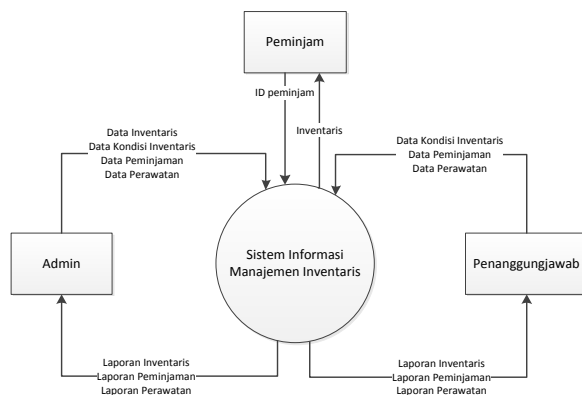 Peminjam
ID peminjam
Inventaris
Data Inventaris
Data Kondisi Inventaris
Data Peminjaman
Data Perawatan
Data Kondisi Inventaris
Data Peminjaman
Data Perawatan
Admin
Sistem Informasi
Manajemen Inventaris
Penanggungjawab
Laporan Inventaris
Laporan Peminjaman
Laporan Perawatan
Laporan Inventaris
Laporan Peminjaman
Laporan Perawatan